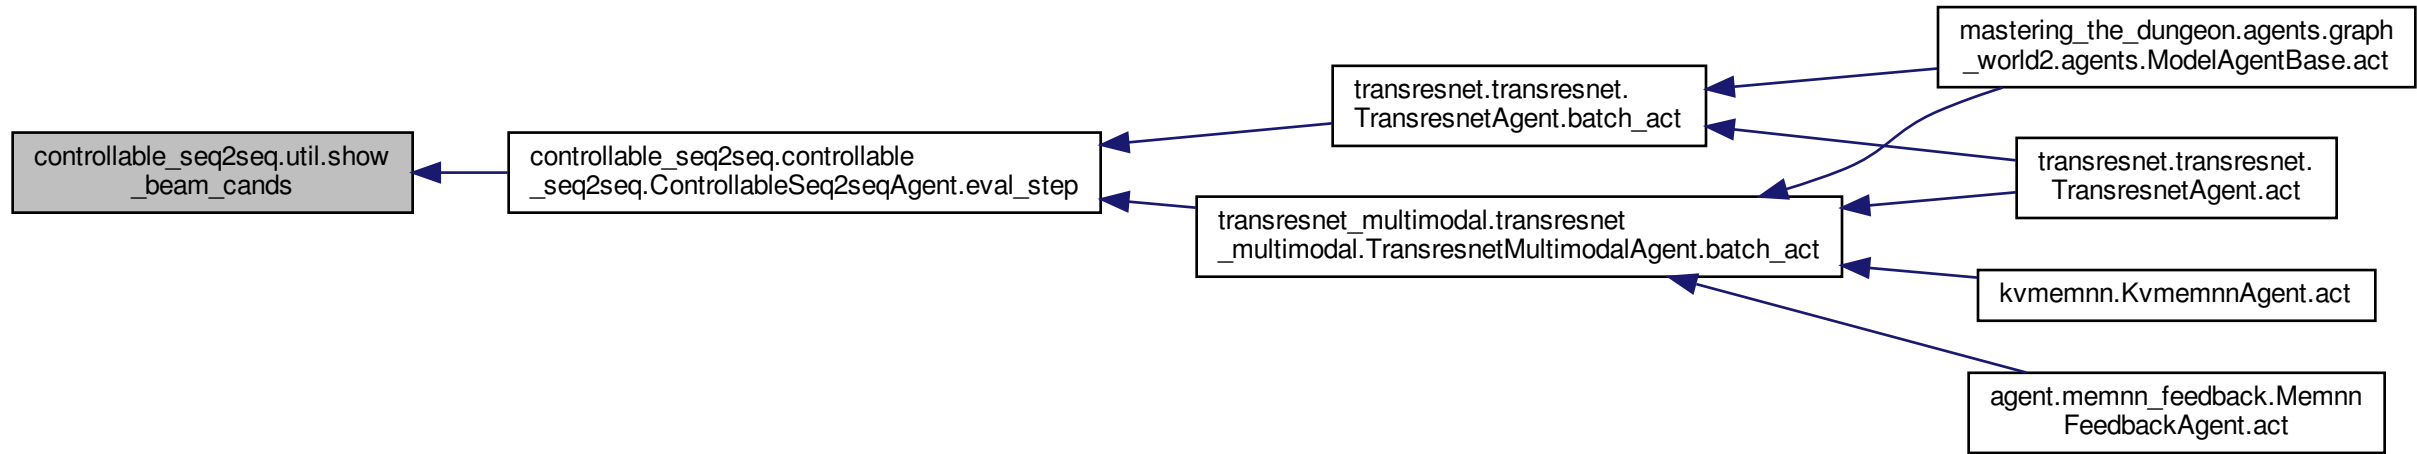 controllable_seq2seq.util.show
_beam_cands
controllable_seq2seq.controllable
_seq2seq.ControllableSeq2seqAgent.eval_step
transresnet.transresnet.
TransresnetAgent.batch_act
transresnet_multimodal.transresnet
_multimodal.TransresnetMultimodalAgent.batch_act
mastering_the_dungeon.agents.graph
_world2.agents.ModelAgentBase.act
transresnet.transresnet.
TransresnetAgent.act
kvmemnn.KvmemnnAgent.act
agent.memnn_feedback.Memnn
FeedbackAgent.act